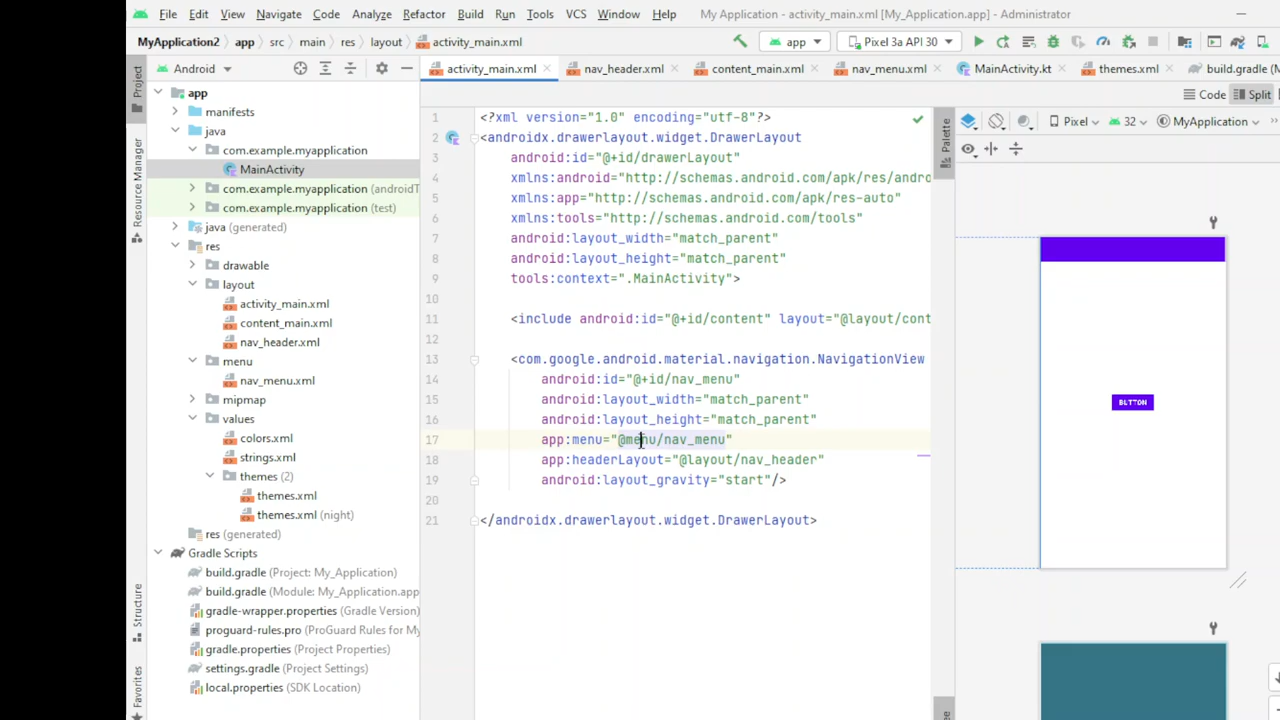 File Edit View Navigate Code Analyze Refactor Build Run Tools VCS Window Help My Application - activity_main.xml [My_Application.app] - Administrator
MyApplication2 app src main res layout activity_main.xml app Pixel 3a API 30
Project
Android
activity_main.xml nav_header.xml content_main.xml nav_menu.xml MainActivity.kt themes.xml build.gradle (M
Code Split
app
manifests
java
com.example.myapplication
MainActivity
com.example.myapplication (androidT
com.example.myapplication (test)
java (generated)
res
drawable
layout
activity_main.xml
content_main.xml
nav_header.xml
menu
nav_menu.xml
mipmap
values
colors.xml
strings.xml
themes (2)
themes.xml
themes.xml (night)
res (generated)
Gradle Scripts
build.gradle (Project: My_Application)
build.gradle (Module: My_Application.app
gradle-wrapper.properties (Gradle Version)
proguard-rules.pro (ProGuard Rules for My
gradle.properties (Project Properties)
settings.gradle (Project Settings)
local.properties (SDK Location)
Resource Manager
Structure
Favorites
1 <?xml version="1.0" encoding="utf-8"?>
2 <androidx.drawerlayout.widget.DrawerLayout
3 android:id="@+id/drawerLayout"
4 xmlns:android="http://schemas.android.com/apk/res/andro
5 xmlns:app="http://schemas.android.com/apk/res-auto"
6 xmlns:tools="http://schemas.android.com/tools"
7 android:layout_width="match_parent"
8 android:layout_height="match_parent"
9 tools:context=".MainActivity">
10
11 <include android:id="@+id/content" layout="@layout/cont
12
13 <com.google.android.material.navigation.NavigationView
14 android:id="@+id/nav_menu"
15 android:layout_width="match_parent"
16 android:layout_height="match_parent"
17 app:menu="@menu/nav_menu"
18 app:headerLayout="@layout/nav_header"
19 android:layout_gravity="start"/>
20
21 </androidx.drawerlayout.widget.DrawerLayout>
Palette
Pixel 32 MyApplication
BUTTON